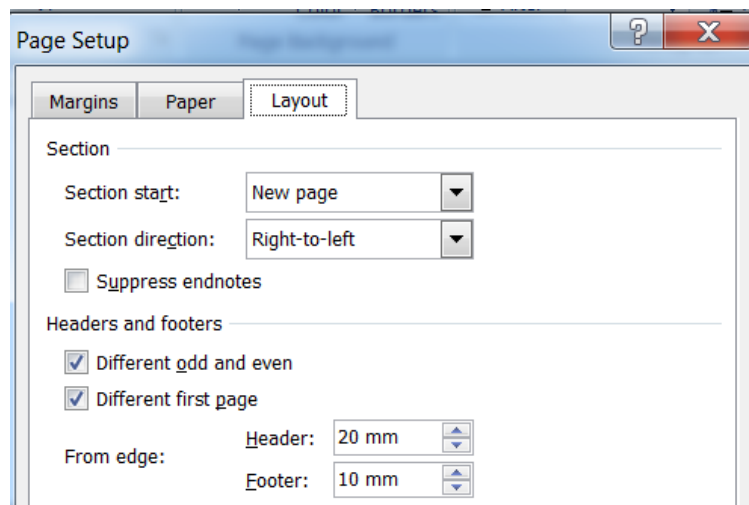 Page Setup
Margins Paper Layout
Section
Section start: New page
Section direction: Right-to-left
Suppress endnotes
Headers and footers
Different odd and even
Different first page
From edge:
Header: 20 mm
Footer: 10 mm